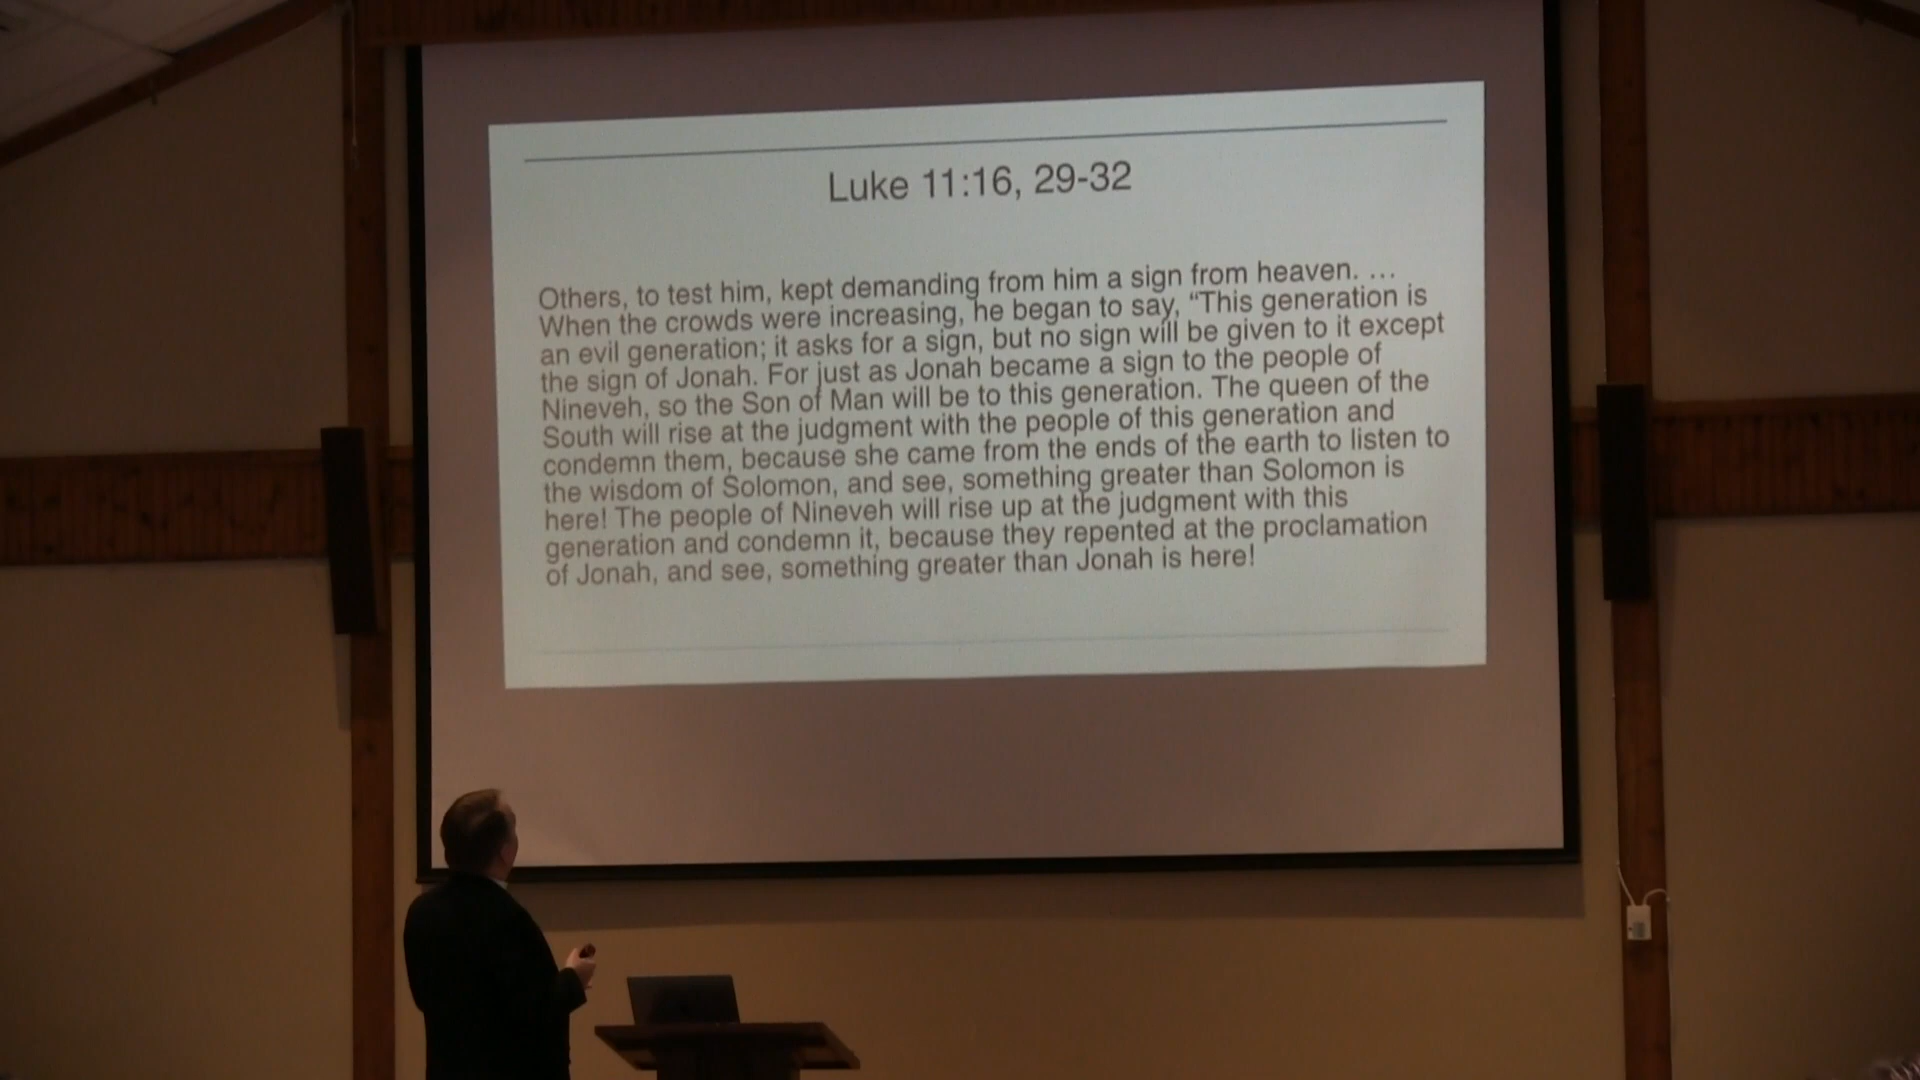 Luke 11:16, 29-32
Others, to test him, kept demanding from him a sign from heaven. …
When the crowds were increasing, he began to say, “This generation is
an evil generation; it asks for a sign, but no sign will be given to it except
the sign of Jonah. For just as Jonah became a sign to the people of
Nineveh, so the Son of Man will be to this generation. The queen of the
South will rise at the judgment with the people of this generation and
condemn them, because she came from the ends of the earth to listen to
the wisdom of Solomon, and see, something greater than Solomon is
here! The people of Nineveh will rise up at the judgment with this
generation and condemn it, because they repented at the proclamation
of Jonah, and see, something greater than Jonah is here!